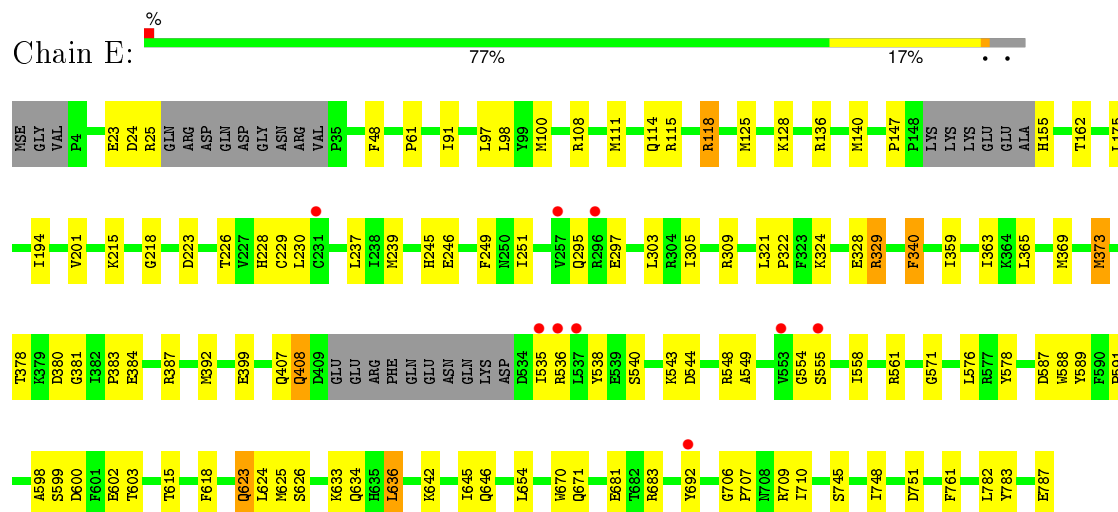 %
Chain E:
77% 17% • •
MSE GLY VAL P4 E23 D24 R25 GLN ARG ASP GLN ASP GLY ASN ARG VAL P35 F48 P61 I91 L97 L98 Y99 M100 R108 M111 Q114 R115 R118 M125 K128 R136 M140 P147 P148 LYS LYS LYS GLU GLU ALA H155 T162 L175
I194 V201 K215 G218 D223 T226 V227 H228 C229 L230 C231 L237 I238 M239 H245 E246 F249 N250 I251 V257 Q295 R296 E297 L303 R304 I305 R309 L321 P322 F323 K324 E328 R329 F340 I359 I363 K364 L365 M369 M373
T378 K379 D380 G381 I382 P383 E384 R387 M392 E399 Q407 Q408 D409 GLU GLU ARG PHE GLN GLU ASN GLN LYS ASP D534 I535 R536 L537 Y538 E539 S540 K543 D544 R548 A549 V553 G554 S555 I558 R561 G571 L576 R577 Y578 D587 W588 Y589 F590 P591
A598 S599 D600 F601 E602 T603 T615 F618 Q623 L624 M625 S626 K633 Q634 H635 L636 K642 I645 Q646 L654 W670 Q671 E681 T682 R683 Y692 G706 P707 N708 R709 I710 S745 I748 D751 F761 L782 Y783 E787